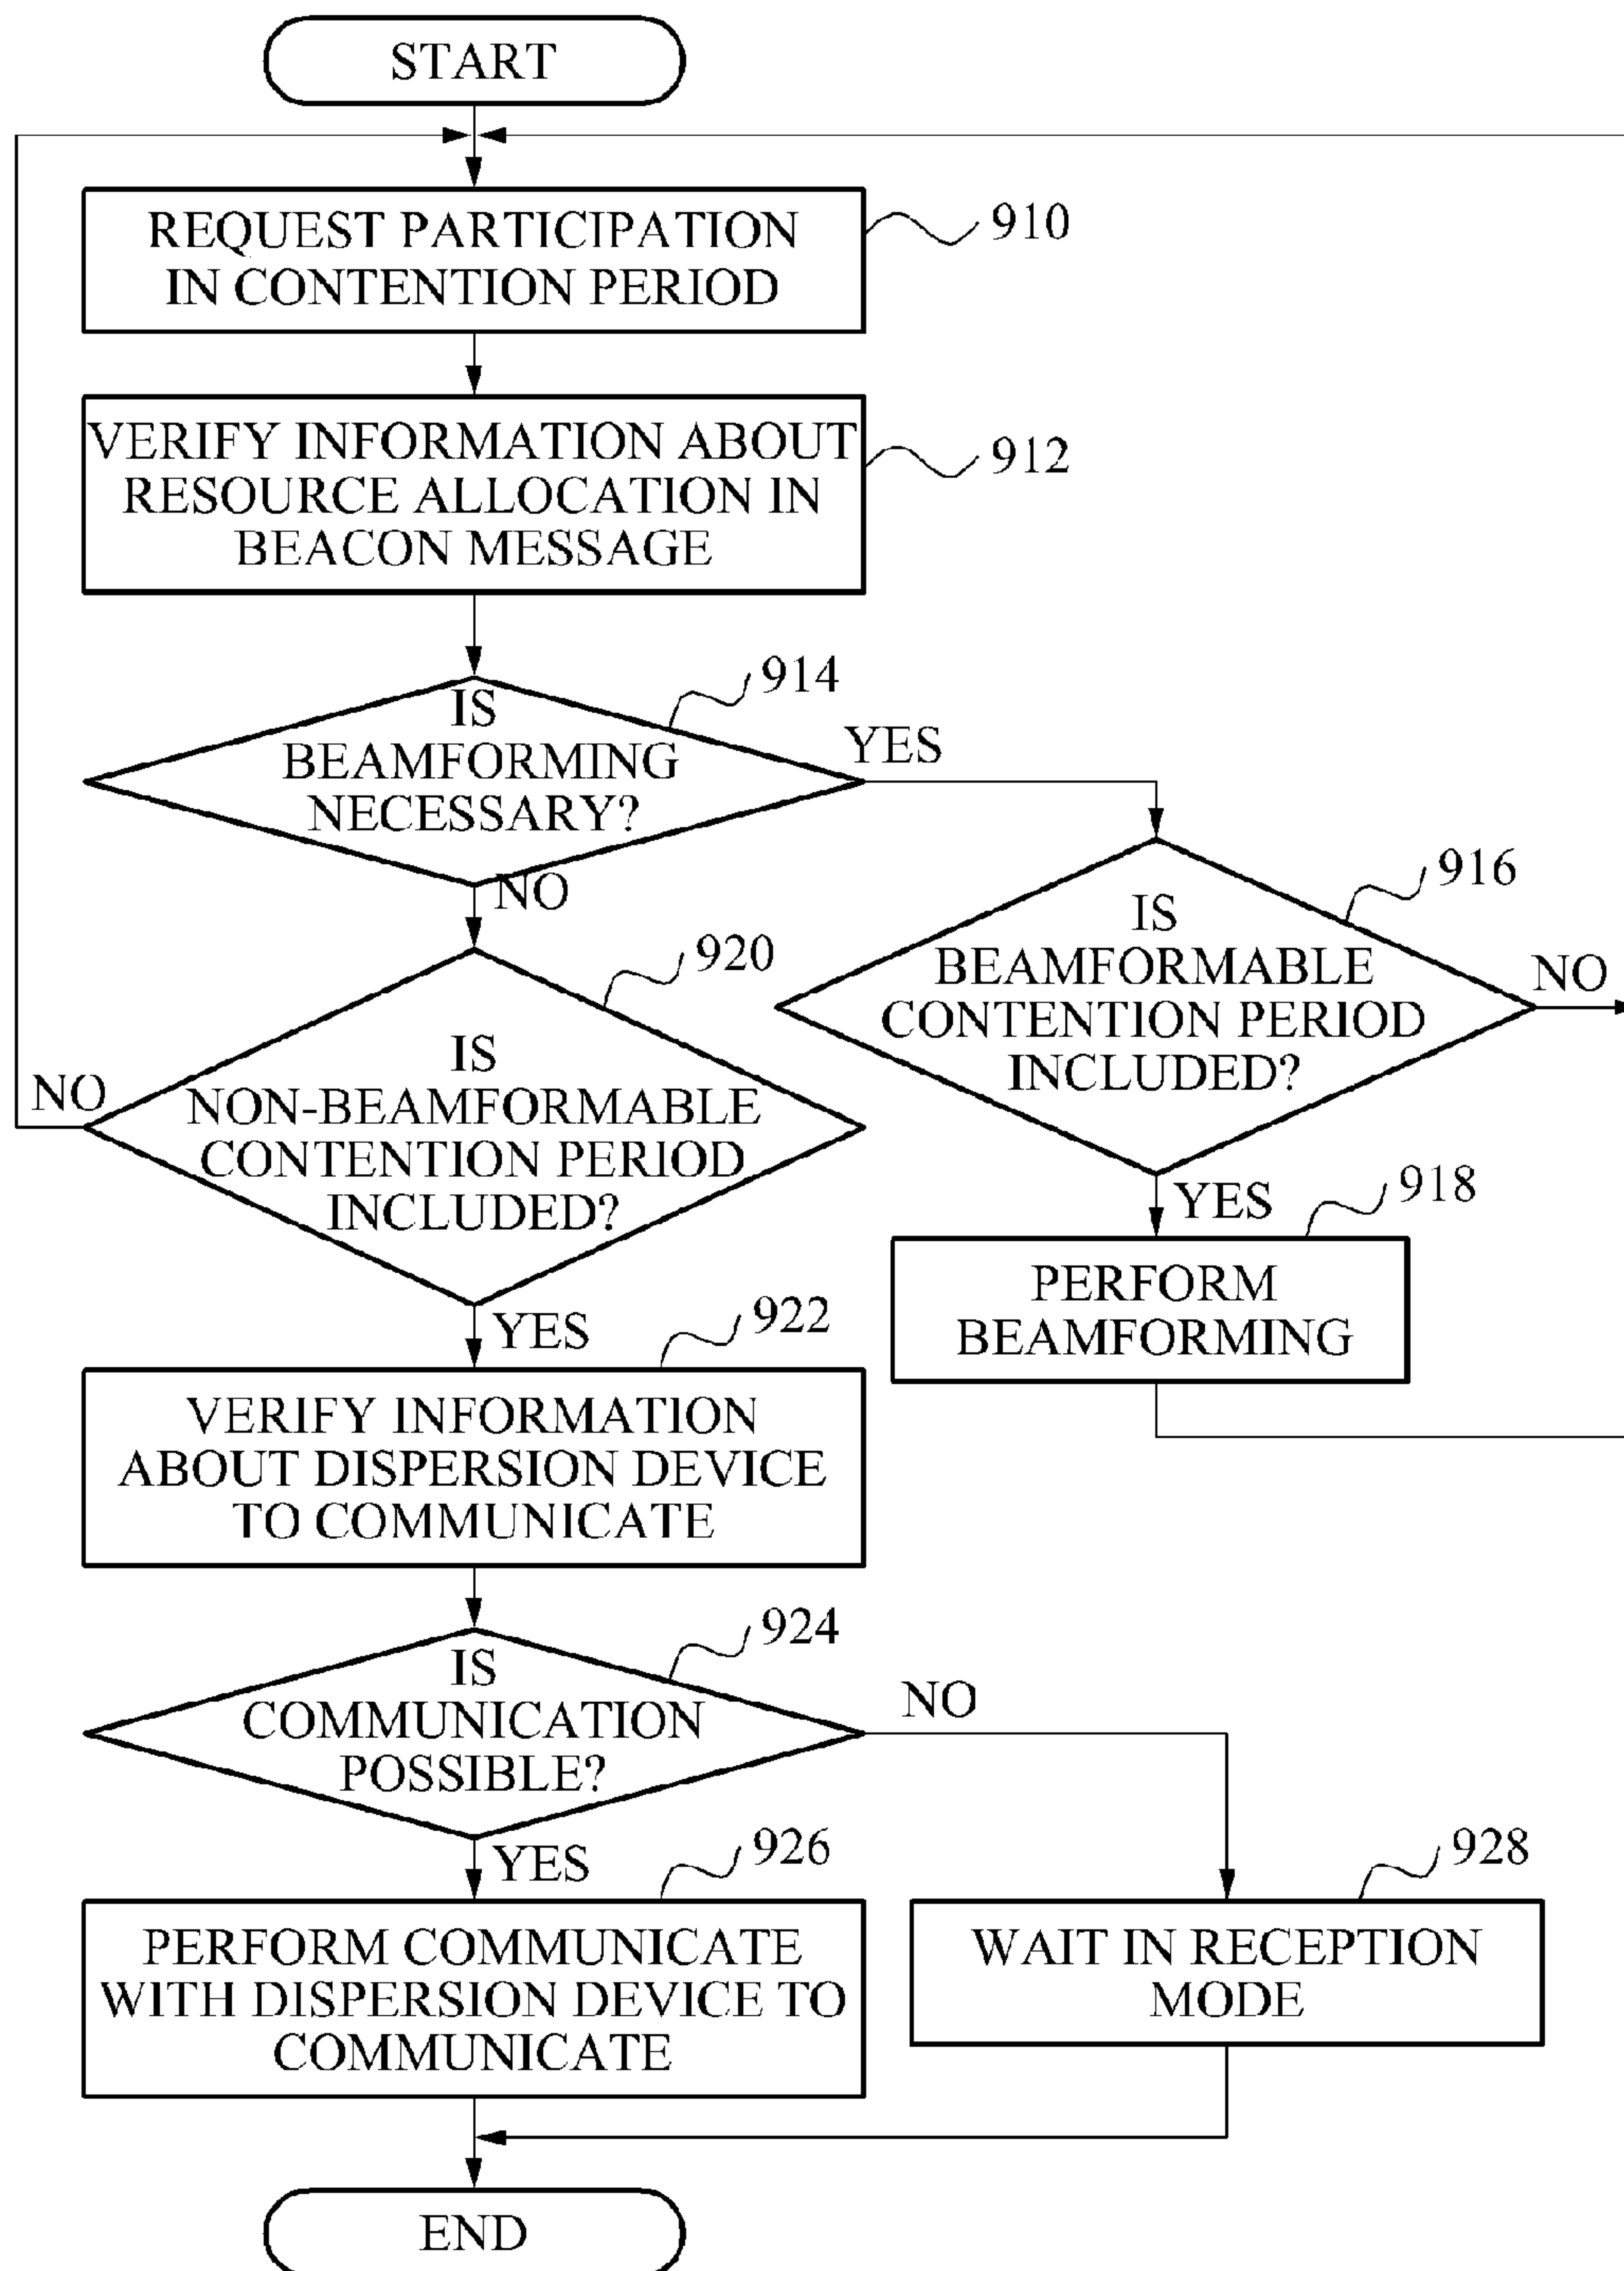 START
REQUEST PARTICIPATION
IN CONTENTION PERIOD
910
VERIFY INFORMATION ABOUT
RESOURCE ALLOCATION IN
BEACON MESSAGE
912
IS
BEAMFORMING
NECESSARY?
914
YES
NO
IS
BEAMFORMABLE
CONTENTION PERIOD
INCLUDED?
916
NO
YES
918
PERFORM
BEAMFORMING
920
IS
NON-BEAMFORMABLE
CONTENTION PERIOD
INCLUDED?
NO
YES
922
VERIFY INFORMATION
ABOUT DISPERSION DEVICE
TO COMMUNICATE
924
IS
COMMUNICATION
POSSIBLE?
NO
YES
926
PERFORM COMMUNICATE
WITH DISPERSION DEVICE TO
COMMUNICATE
928
WAIT IN RECEPTION
MODE
END